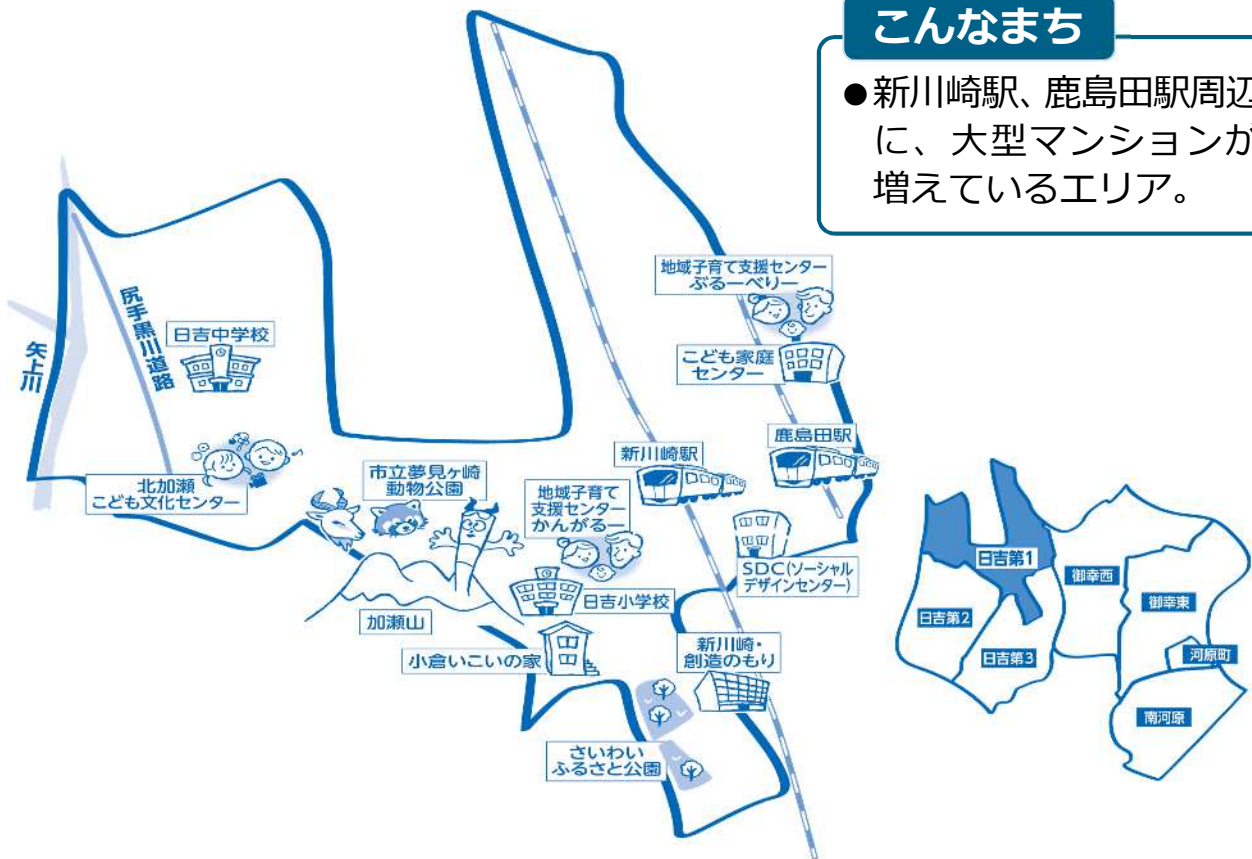 こんなまち
●新川崎駅、鹿島田駅周辺
に、大型マンションが
増えているエリア。
地域子育て支援センター
ぶるーべりー
こども家庭
センター
鹿島田駅
新川崎駅
尻手黒川道路
日吉中学校
矢上川
北加瀬
こども文化センター
市立夢見ヶ崎
動物公園
地域子育て
支援センター
かんがるー
SDC(ソーシャル
デザインセンター)
日吉小学校
加瀬山
小倉いこいの家
新川崎・
創造のもり
さいわい
ふるさと公園
日吉第1
御幸西
御幸東
日吉第2
日吉第3
河原町
南河原